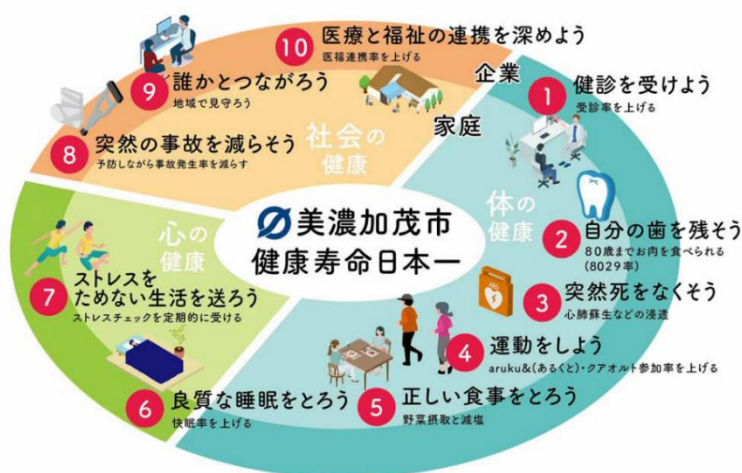 美濃加茂市
健康寿命日本一
企業
家庭
体の
健康
1 健診を受けよう
受診率を上げる
2 自分の歯を残そう
80歳までお肉を食べられる
(8029率)
3 突然死をなくそう
心肺蘇生などの浸透
4 運動をしよう
aruku&(あるくと)・クアオルト参加率を上げる
5 正しい食事をとろう
野菜摂取と減塩
心の
健康
6 良質な睡眠をとろう
快眠率を上げる
7 ストレスを
ためない生活を送ろう
ストレスチェックを定期的に受ける
社会の
健康
8 突然の事故を減らそう
予防しながら事故発生率を減らす
9 誰かとつながろう
地域で見守ろう
10 医療と福祉の連携を深めよう
医福連携率を上げる